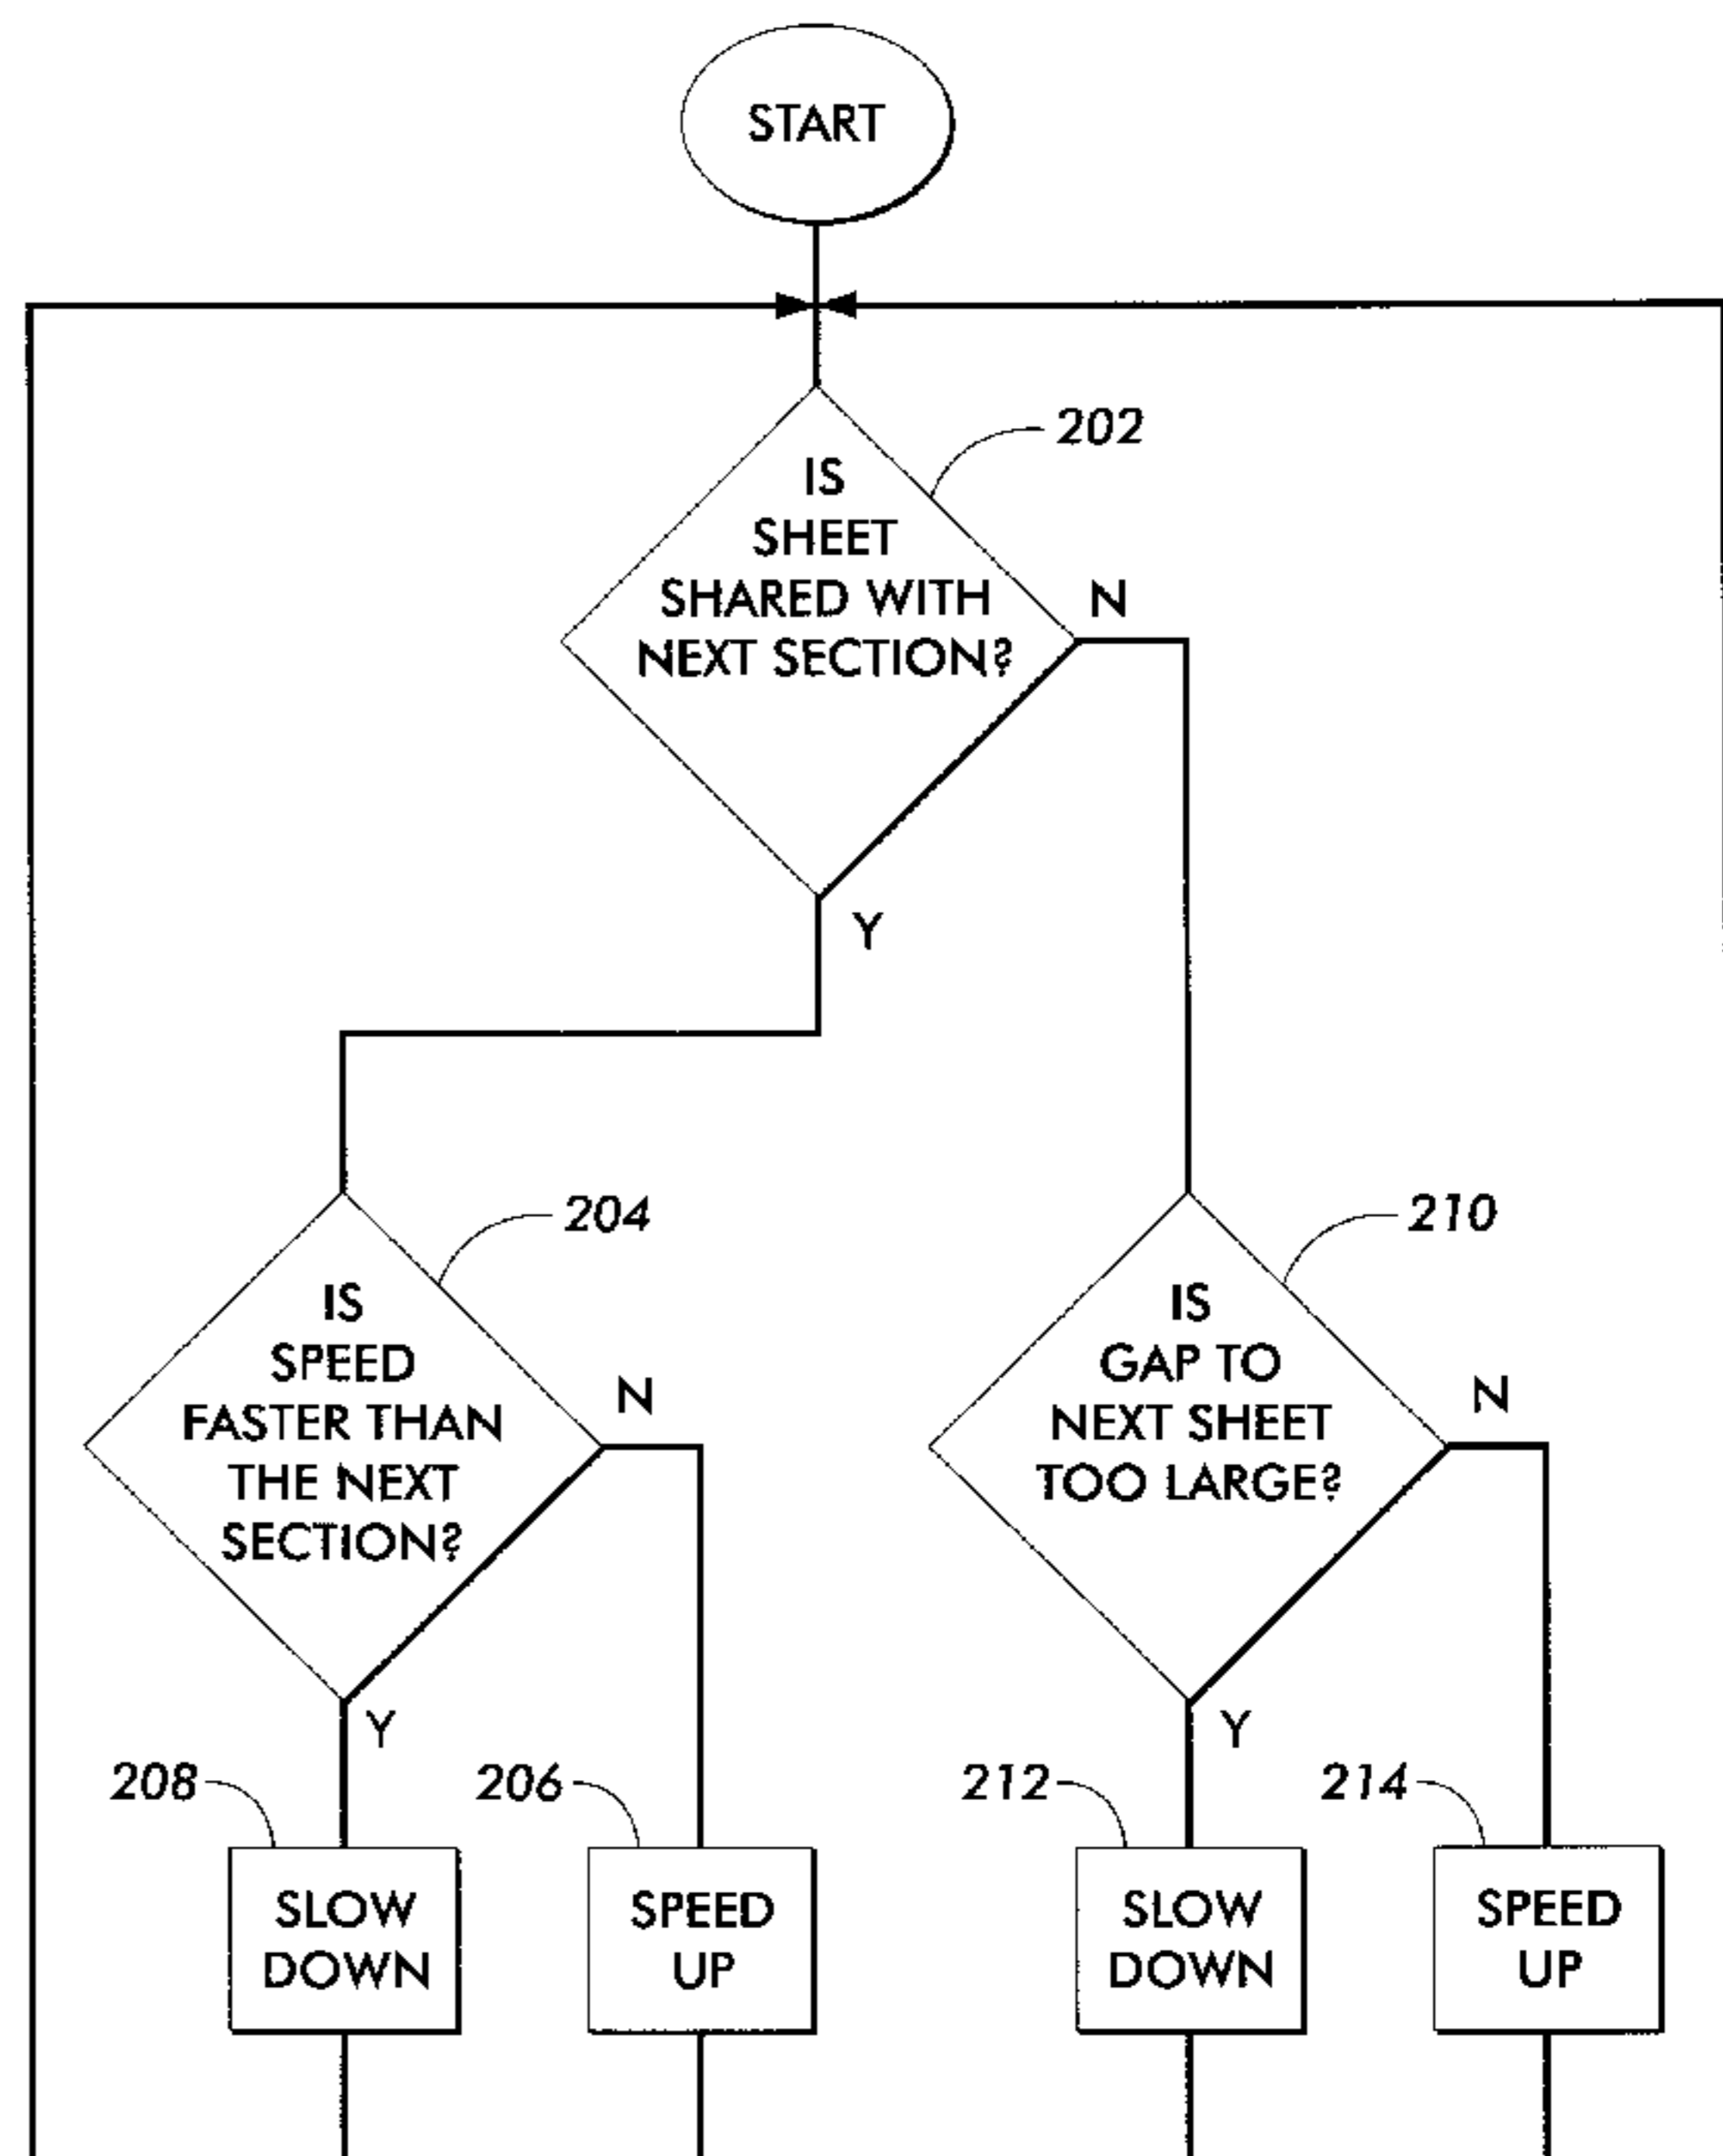 START
202
IS
SHEET
SHARED WITH
NEXT SECTION?
N
Y
204
IS
SPEED
FASTER THAN
THE NEXT
SECTION?
N
Y
210
IS
GAP TO
NEXT SHEET
TOO LARGE?
N
Y
208
SLOW
DOWN
206
SPEED
UP
212
SLOW
DOWN
214
SPEED
UP